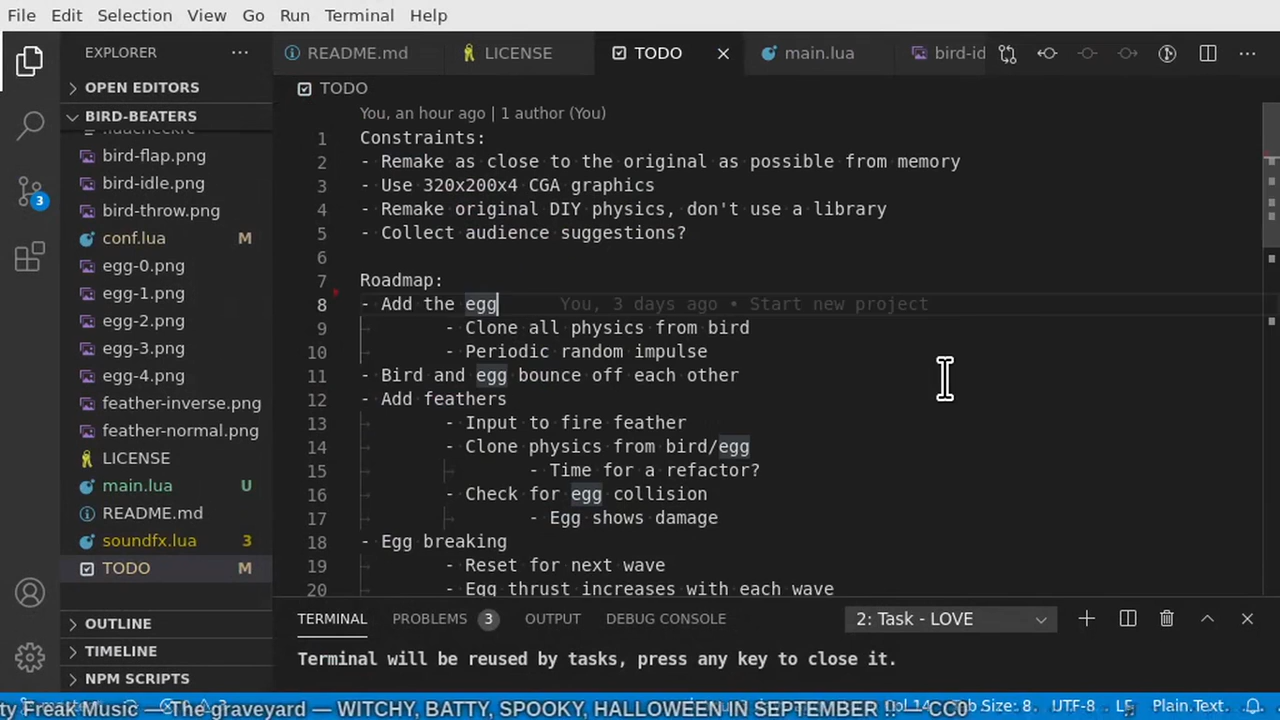 File Edit Selection View Go Run Terminal Help
EXPLORER ···
README.md LICENSE TODO main.lua bird-id
OPEN EDITORS
BIRD-BEATERS
bird-flap.png
bird-idle.png
bird-throw.png
conf.lua M
egg-0.png
egg-1.png
egg-2.png
egg-3.png
egg-4.png
feather-inverse.png
feather-normal.png
LICENSE
main.lua U
README.md
soundfx.lua 3
TODO M
OUTLINE
TIMELINE
NPM SCRIPTS
3
TODO
You, an hour ago | 1 author (You)
1 Constraints:
2 - Remake as close to the original as possible from memory
3 - Use 320x200x4 CGA graphics
4 - Remake original DIY physics, don't use a library
5 - Collect audience suggestions?
6
7 Roadmap:
8 - Add the egg You, 3 days ago • Start new project
9 - Clone all physics from bird
10 - Periodic random impulse
11 - Bird and egg bounce off each other
12 - Add feathers
13 - Input to fire feather
14 - Clone physics from bird/egg
15 - Time for a refactor?
16 - Check for egg collision
17 - Egg shows damage
18 - Egg breaking
19 - Reset for next wave
20 - Egg thrust increases with each wave
TERMINAL PROBLEMS 3 OUTPUT DEBUG CONSOLE 2: Task - LOVE
Terminal will be reused by tasks, press any key to close it.
ty Freak Music — The graveyard — WITCHY, BATTY, SPOOKY, HALLOWEEN IN SEPTEMBER !! — CC0
Tab Size: 8 UTF-8 LF Plain Text